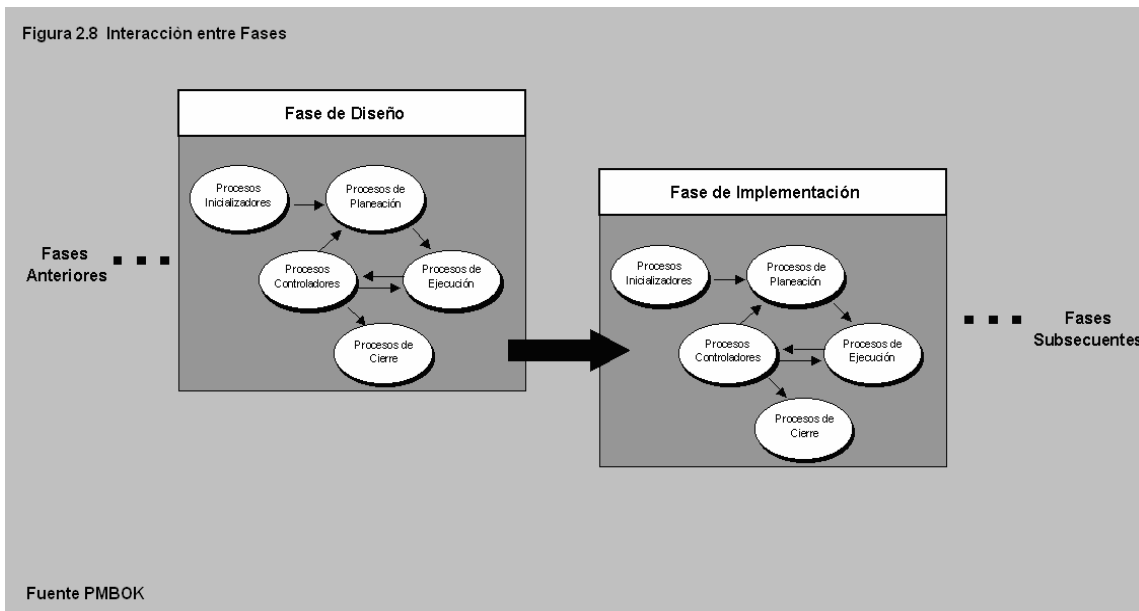 Figura 2.8 Interacción entre Fases
Fase de Diseño
Procesos
Inicializadores
Procesos de
Planeación
Procesos
Controladores
Procesos de
Ejecución
Procesos de
Cierre
Fases
Anteriores
Fase de Implementación
Procesos
Inicializadores
Procesos de
Planeación
Procesos
Controladores
Procesos de
Ejecución
Procesos de
Cierre
Fases
Subsecuentes
Fuente PMBOK